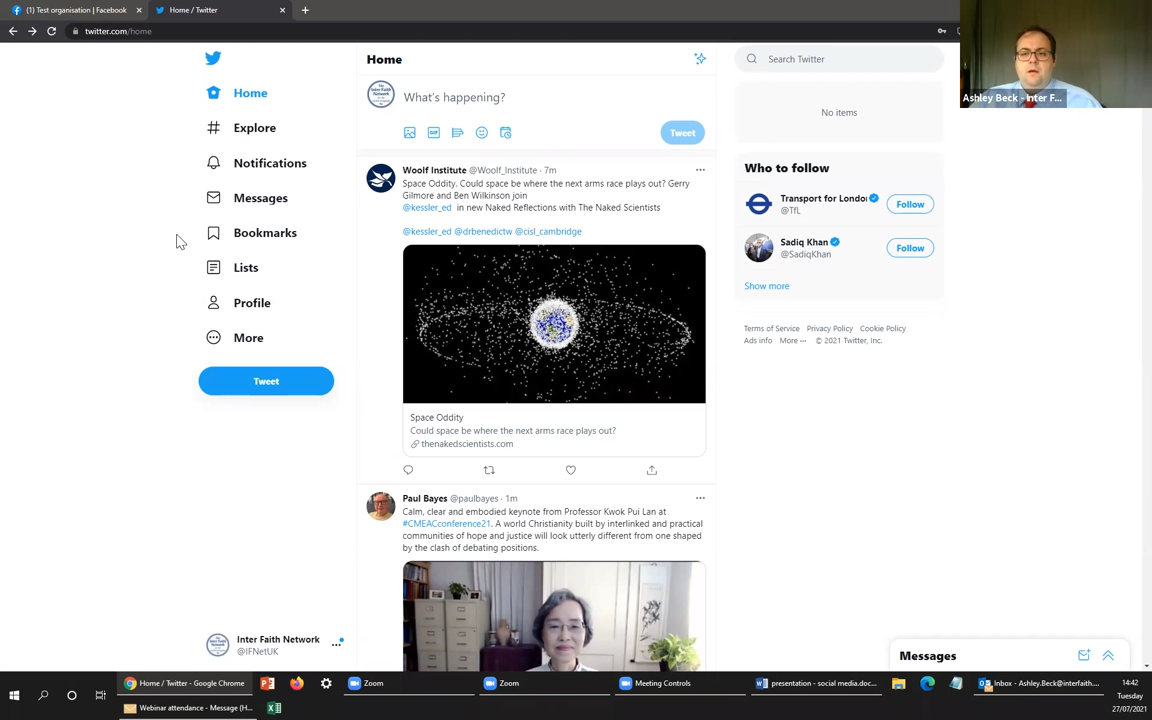 (1) Test organisation | Facebook
Home / Twitter
twitter.com/home
Ashley Beck - Inter F...
Home
Explore
Notifications
Messages
Bookmarks
Lists
Profile
More
Tweet
Inter Faith Network
@IFNetUK
Home
What's happening?
GIF
Tweet
Woolf Institute @Woolf_Institute · 7m
Space Oddity. Could space be where the next arms race plays out? Gerry
Gilmore and Ben Wilkinson join
@kessler_ed in new Naked Reflections with The Naked Scientists
@kessler_ed @drbenedictw @cisl_cambridge
Space Oddity
Could space be where the next arms race plays out?
thenakedscientists.com
Paul Bayes @paulbayes · 1m
Calm, clear and embodied keynote from Professor Kwok Pui Lan at
#CMEACconference21. A world Christianity built by interlinked and practical
communities of hope and justice will look utterly different from one shaped
by the clash of debating positions.
Search Twitter
No items
Who to follow
Transport for London
@TfL
Follow
Sadiq Khan
@SadiqKhan
Follow
Show more
Terms of Service Privacy Policy Cookie Policy
Ads info More ··· © 2021 Twitter, Inc.
Messages
Home / Twitter - Google Chrome
Zoom
Zoom
Meeting Controls
presentation - social media.doc...
Inbox - Ashley.Beck@interfaith....
14:42
Tuesday
27/07/2021
Webinar attendance - Message (H...